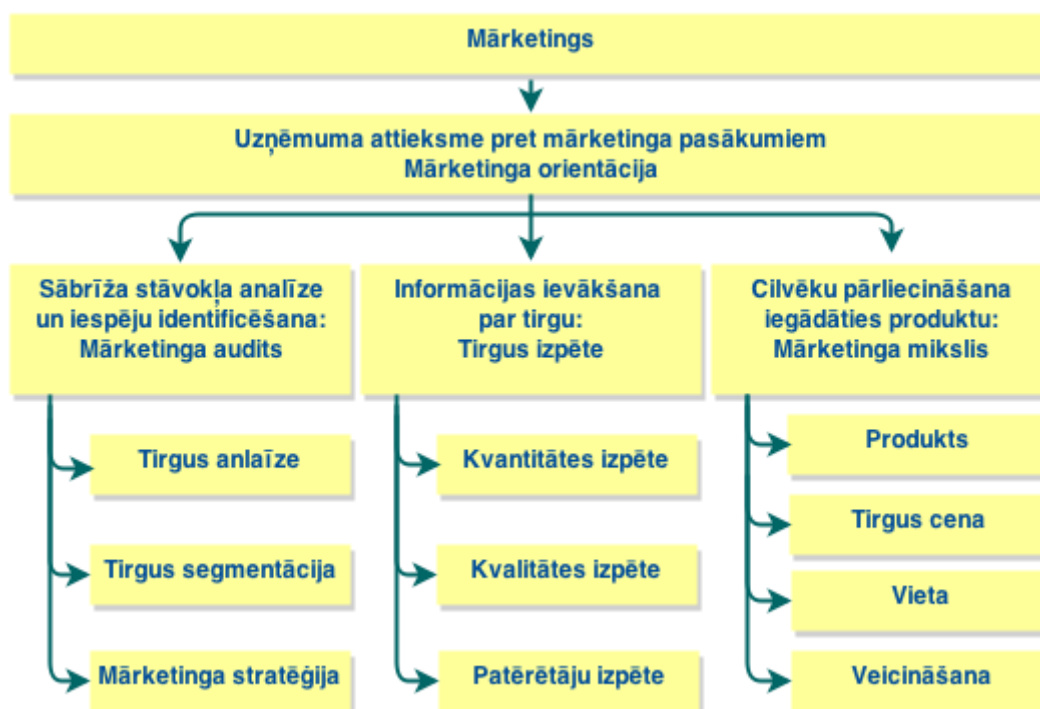 Mārketings
Uzņēmuma attieksme pret mārketinga pasākumiem
Mārketinga orientācija
Sābrīža stāvokļa analīze
un iespēju identificēšana:
Mārketinga audits
Tirgus anlaīze
Tirgus segmentācija
Mārketinga stratēģija
Informācijas ievākšana
par tirgu:
Tirgus izpēte
Kvantitātes izpēte
Kvalitātes izpēte
Patērētāju izpēte
Cilvēku pārliecināšana
iegādāties produktu:
Mārketinga mikslis
Produkts
Tirgus cena
Vieta
Veicināšana